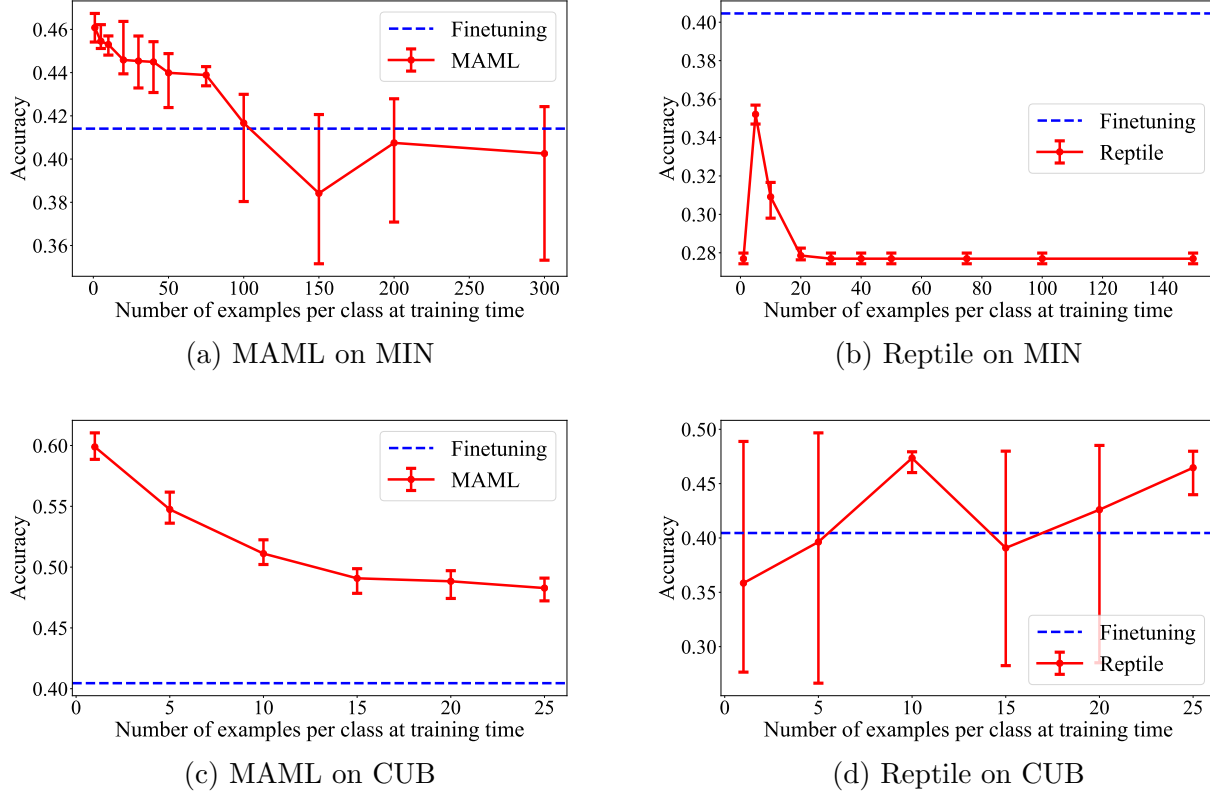 0.46
0.44
0.42
0.40
0.38
0.36
Accuracy
Finetuning
MAML
0 50 100 150 200 250 300
Number of examples per class at training time
(a) MAML on MIN
0.40
0.36
0.34
0.32
0.30
0.28
Accuracy
Finetuning
Reptile
0 20 40 60 80 100 120 140
Number of examples per class at training time
(b) Reptile on MIN
0.60
0.55
0.50
0.45
0.40
Accuracy
Finetuning
MAML
0 5 10 15 20 25
Number of examples per class at training time
(c) MAML on CUB
0.50
0.45
0.40
0.35
0.30
Accuracy
Finetuning
Reptile
0 5 10 15 20 25
Number of examples per class at training time
(d) Reptile on CUB